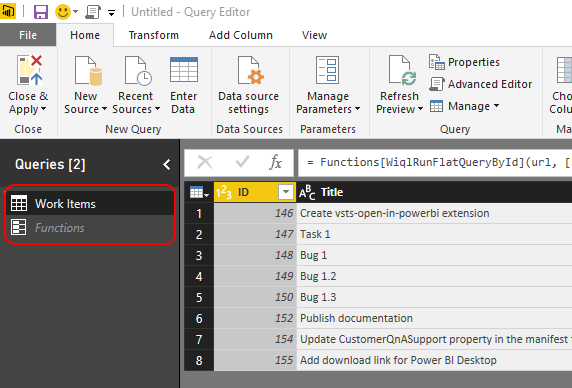 Untitled - Query Editor
File Home Transform Add Column View
Close & Apply New Source Recent Sources Enter Data Data source settings Manage Parameters Refresh Preview Properties Advanced Editor Manage
Close New Query Data Sources Parameters Query
Queries [2] = Functions[WiqlRunFlatQueryById](url, [
Work Items
Functions
1 2 3 ID A B C Title
1 146 Create vsts-open-in-powerbi extension
2 147 Task 1
3 148 Bug 1
4 149 Bug 1.2
5 150 Bug 1.3
6 152 Publish documentation
7 154 Update CustomerQnASupport property in the manifest
8 155 Add download link for Power BI Desktop